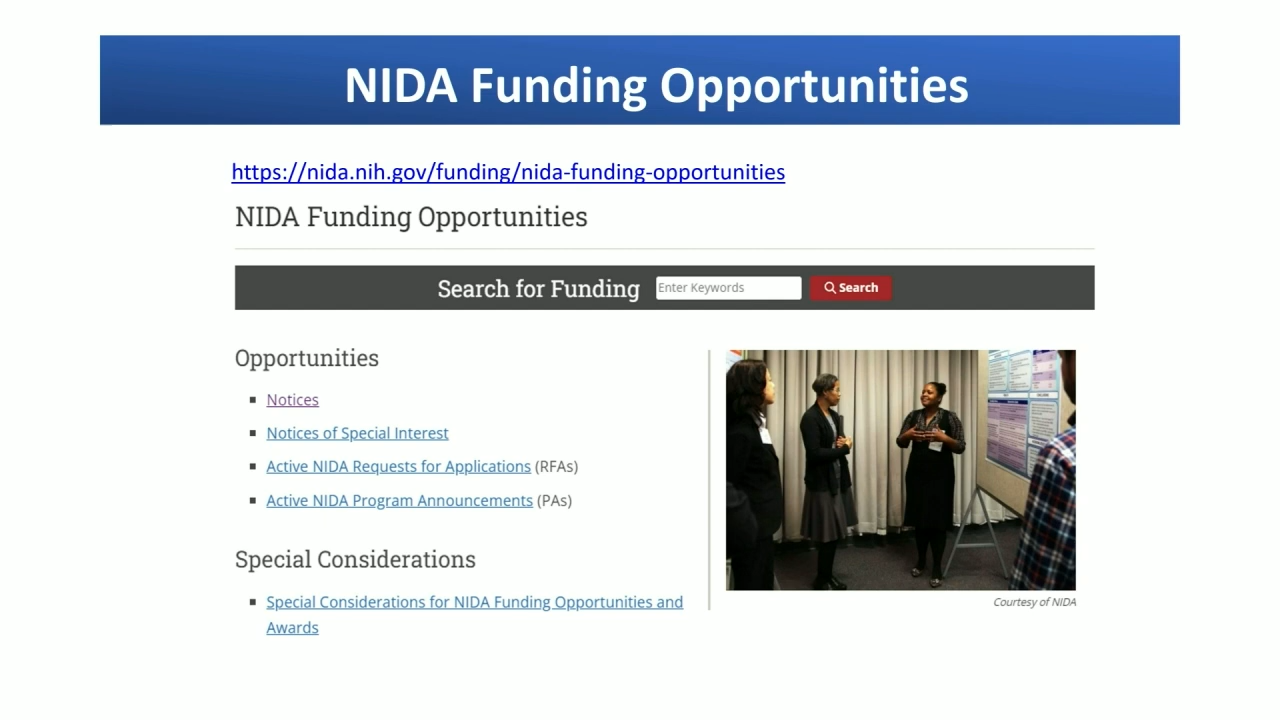 NIDA Funding Opportunities
https://nida.nih.gov/funding/nida-funding-opportunities
NIDA Funding Opportunities
Search for Funding Enter Keywords Search
Opportunities
Notices
Notices of Special Interest
Active NIDA Requests for Applications (RFAs)
Active NIDA Program Announcements (PAs)
Special Considerations
Special Considerations for NIDA Funding Opportunities and
Awards
Courtesy of NIDA